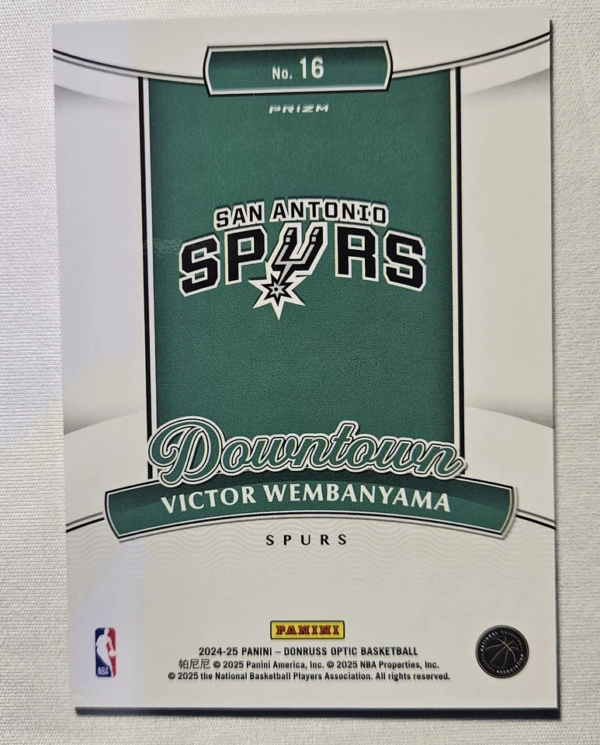 No. 16
PRIZM
SAN ANTONIO
SPURS
Downtown
VICTOR WEMBANYAMA
SPURS
PANINI
2024-25 PANINI – DONRUSS OPTIC BASKETBALL
帕尼尼 © 2025 Panini America, Inc. © 2025 NBA Properties, Inc.
© 2025 the National Basketball Players Association. All rights reserved.
NBA